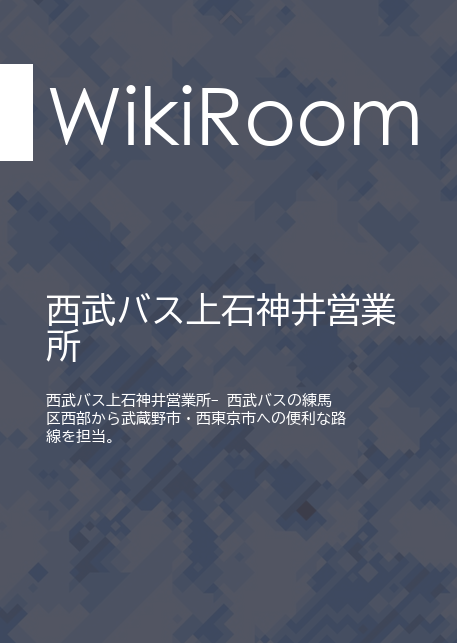 WikiRoom
西武バス上石神井営業
所
西武バス上石神井営業所– 西武バスの練馬
区西部から武蔵野市・西東京市への便利な路
線を担当。